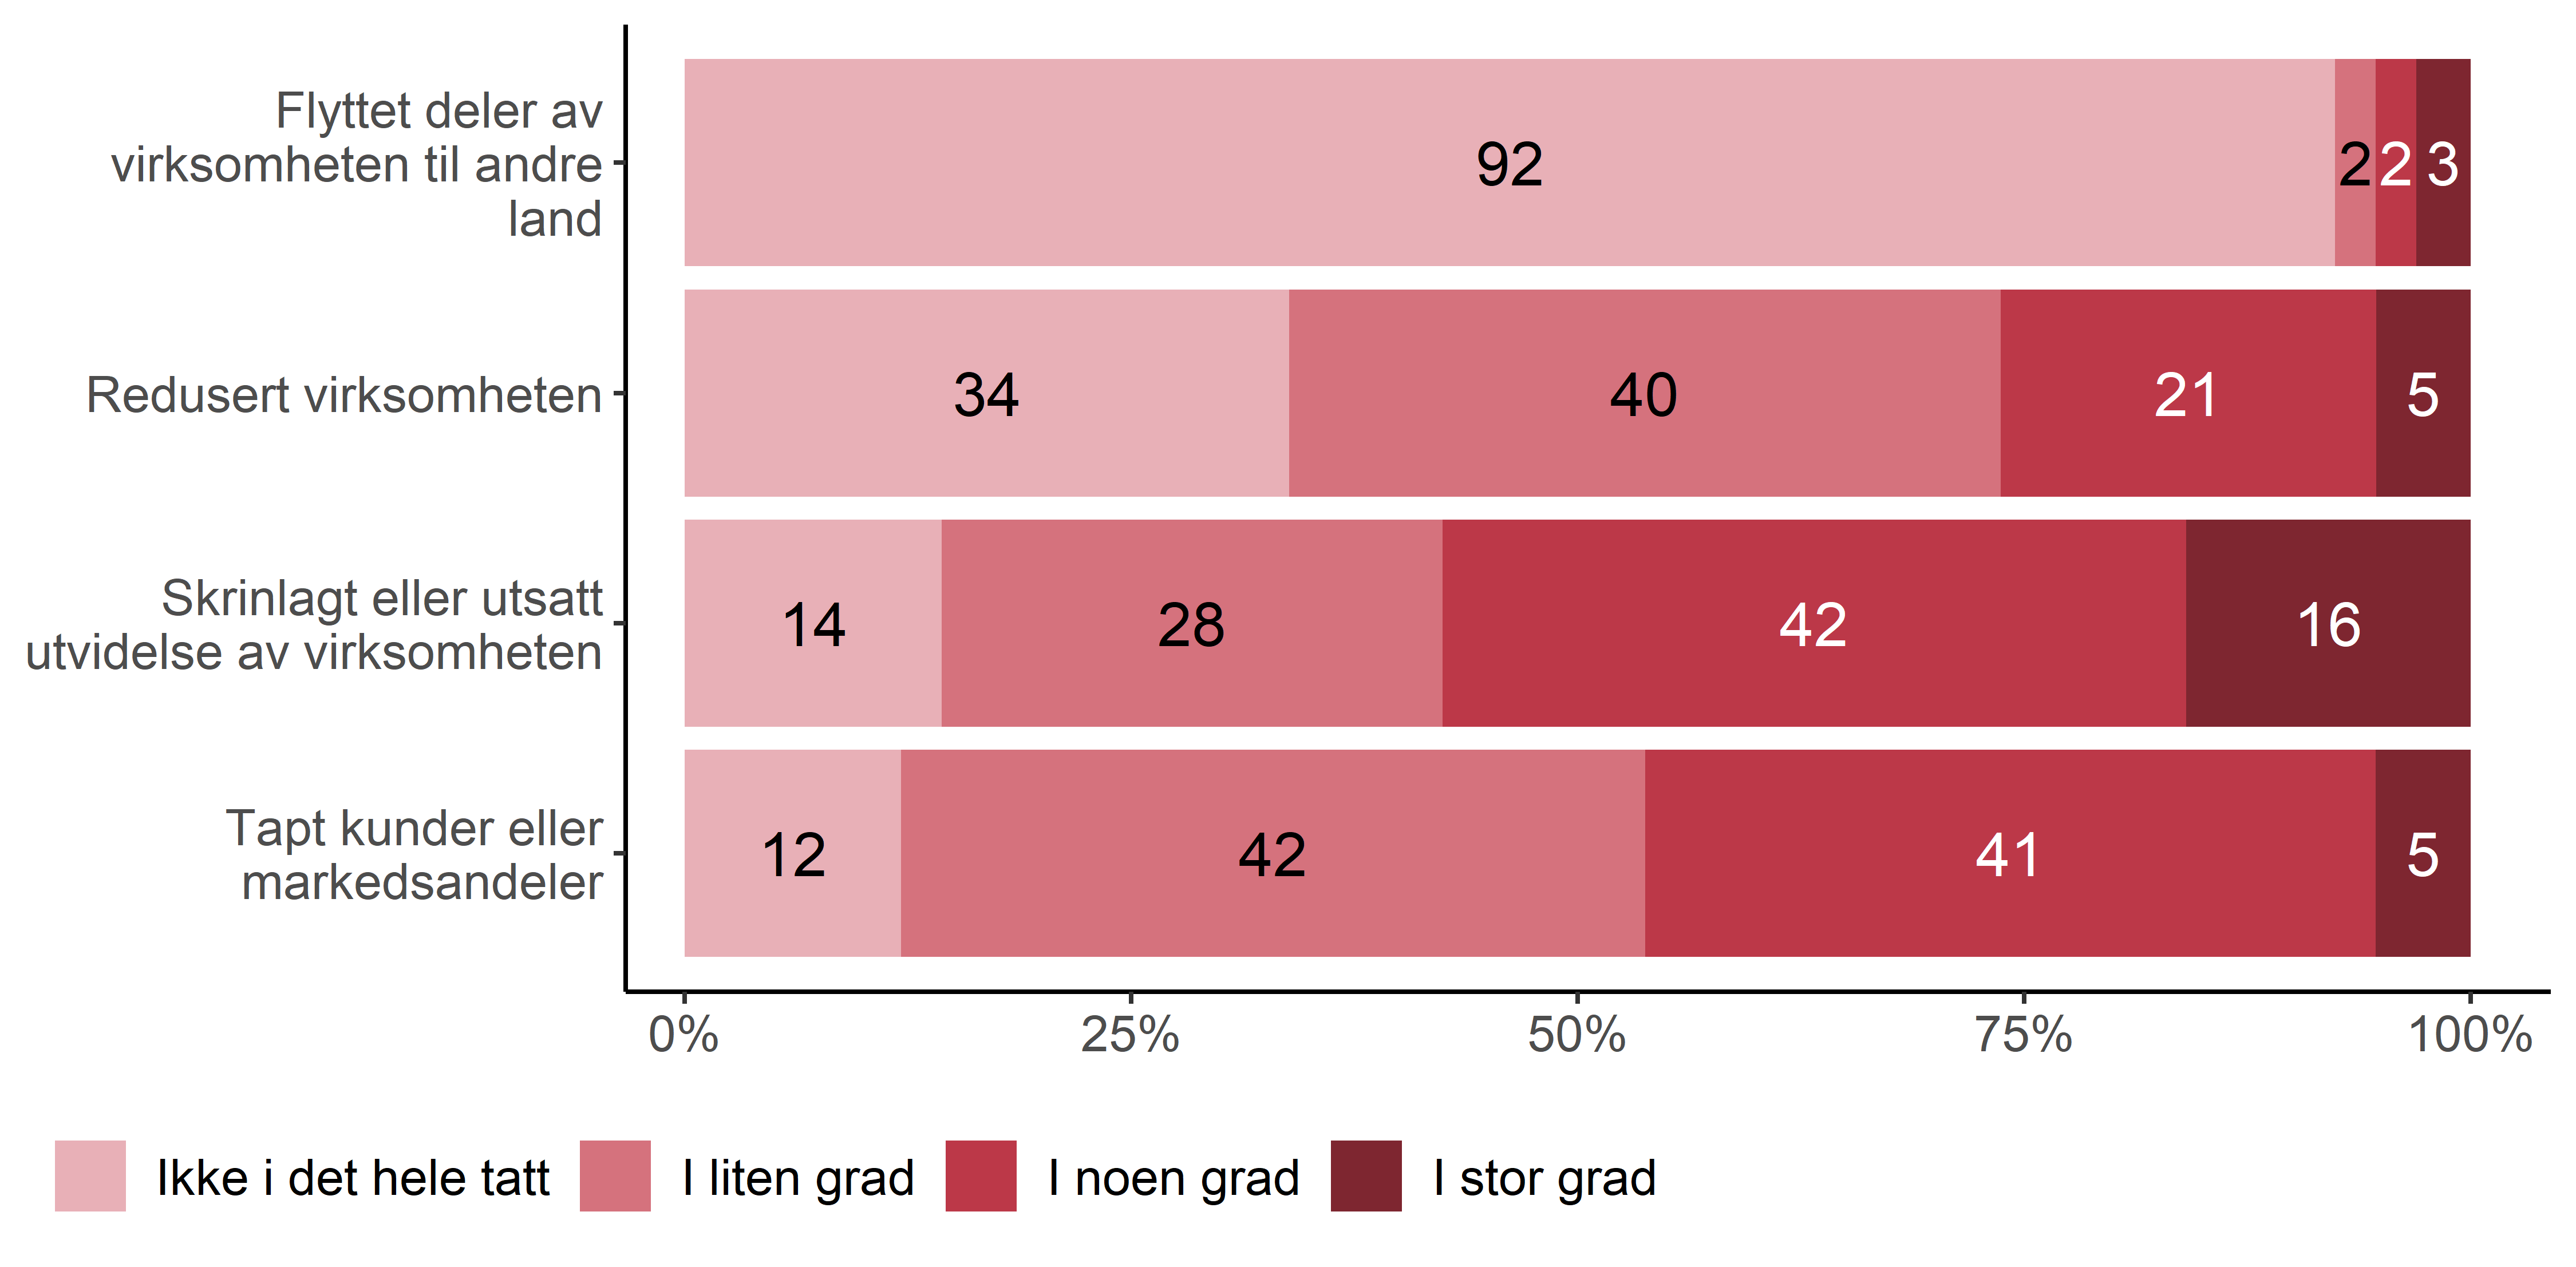 Flyttet deler av
virksomheten til andre
land
92 2 2 3
Redusert virksomheten
34 40 21 5
Skrinlagt eller utsatt
utvidelse av virksomheten
14 28 42 16
Tapt kunder eller
markedsandeler
12 42 41 5
0% 25% 50% 75% 100%
Ikke i det hele tatt I liten grad I noen grad I stor grad